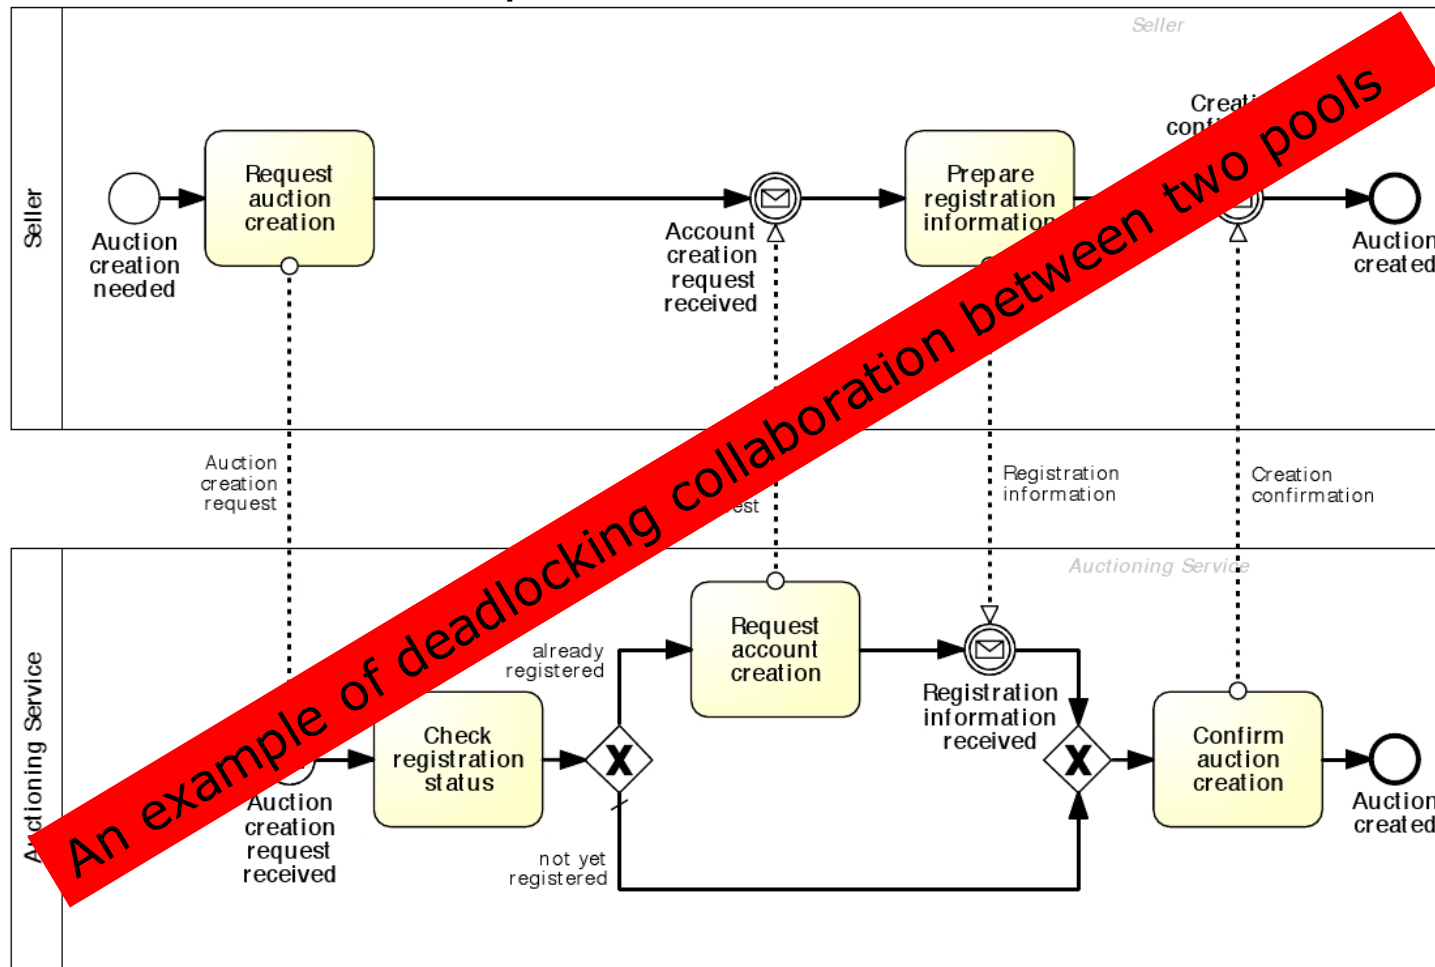 Seller
Seller
Request
auction
creation
Auction
creation
needed
Account
creation
request
received
Prepare
registration
information
Auction
created
An example of deadlocking collaboration between two pools
Auction
creation
request
Registration
information
Creation
confirmation
Auctioning Service
Auctioning Service
Auction
creation
request
received
Check
registration
status
already
registered
not yet
registered
Request
account
creation
Registration
information
received
Confirm
auction
creation
Auction
created